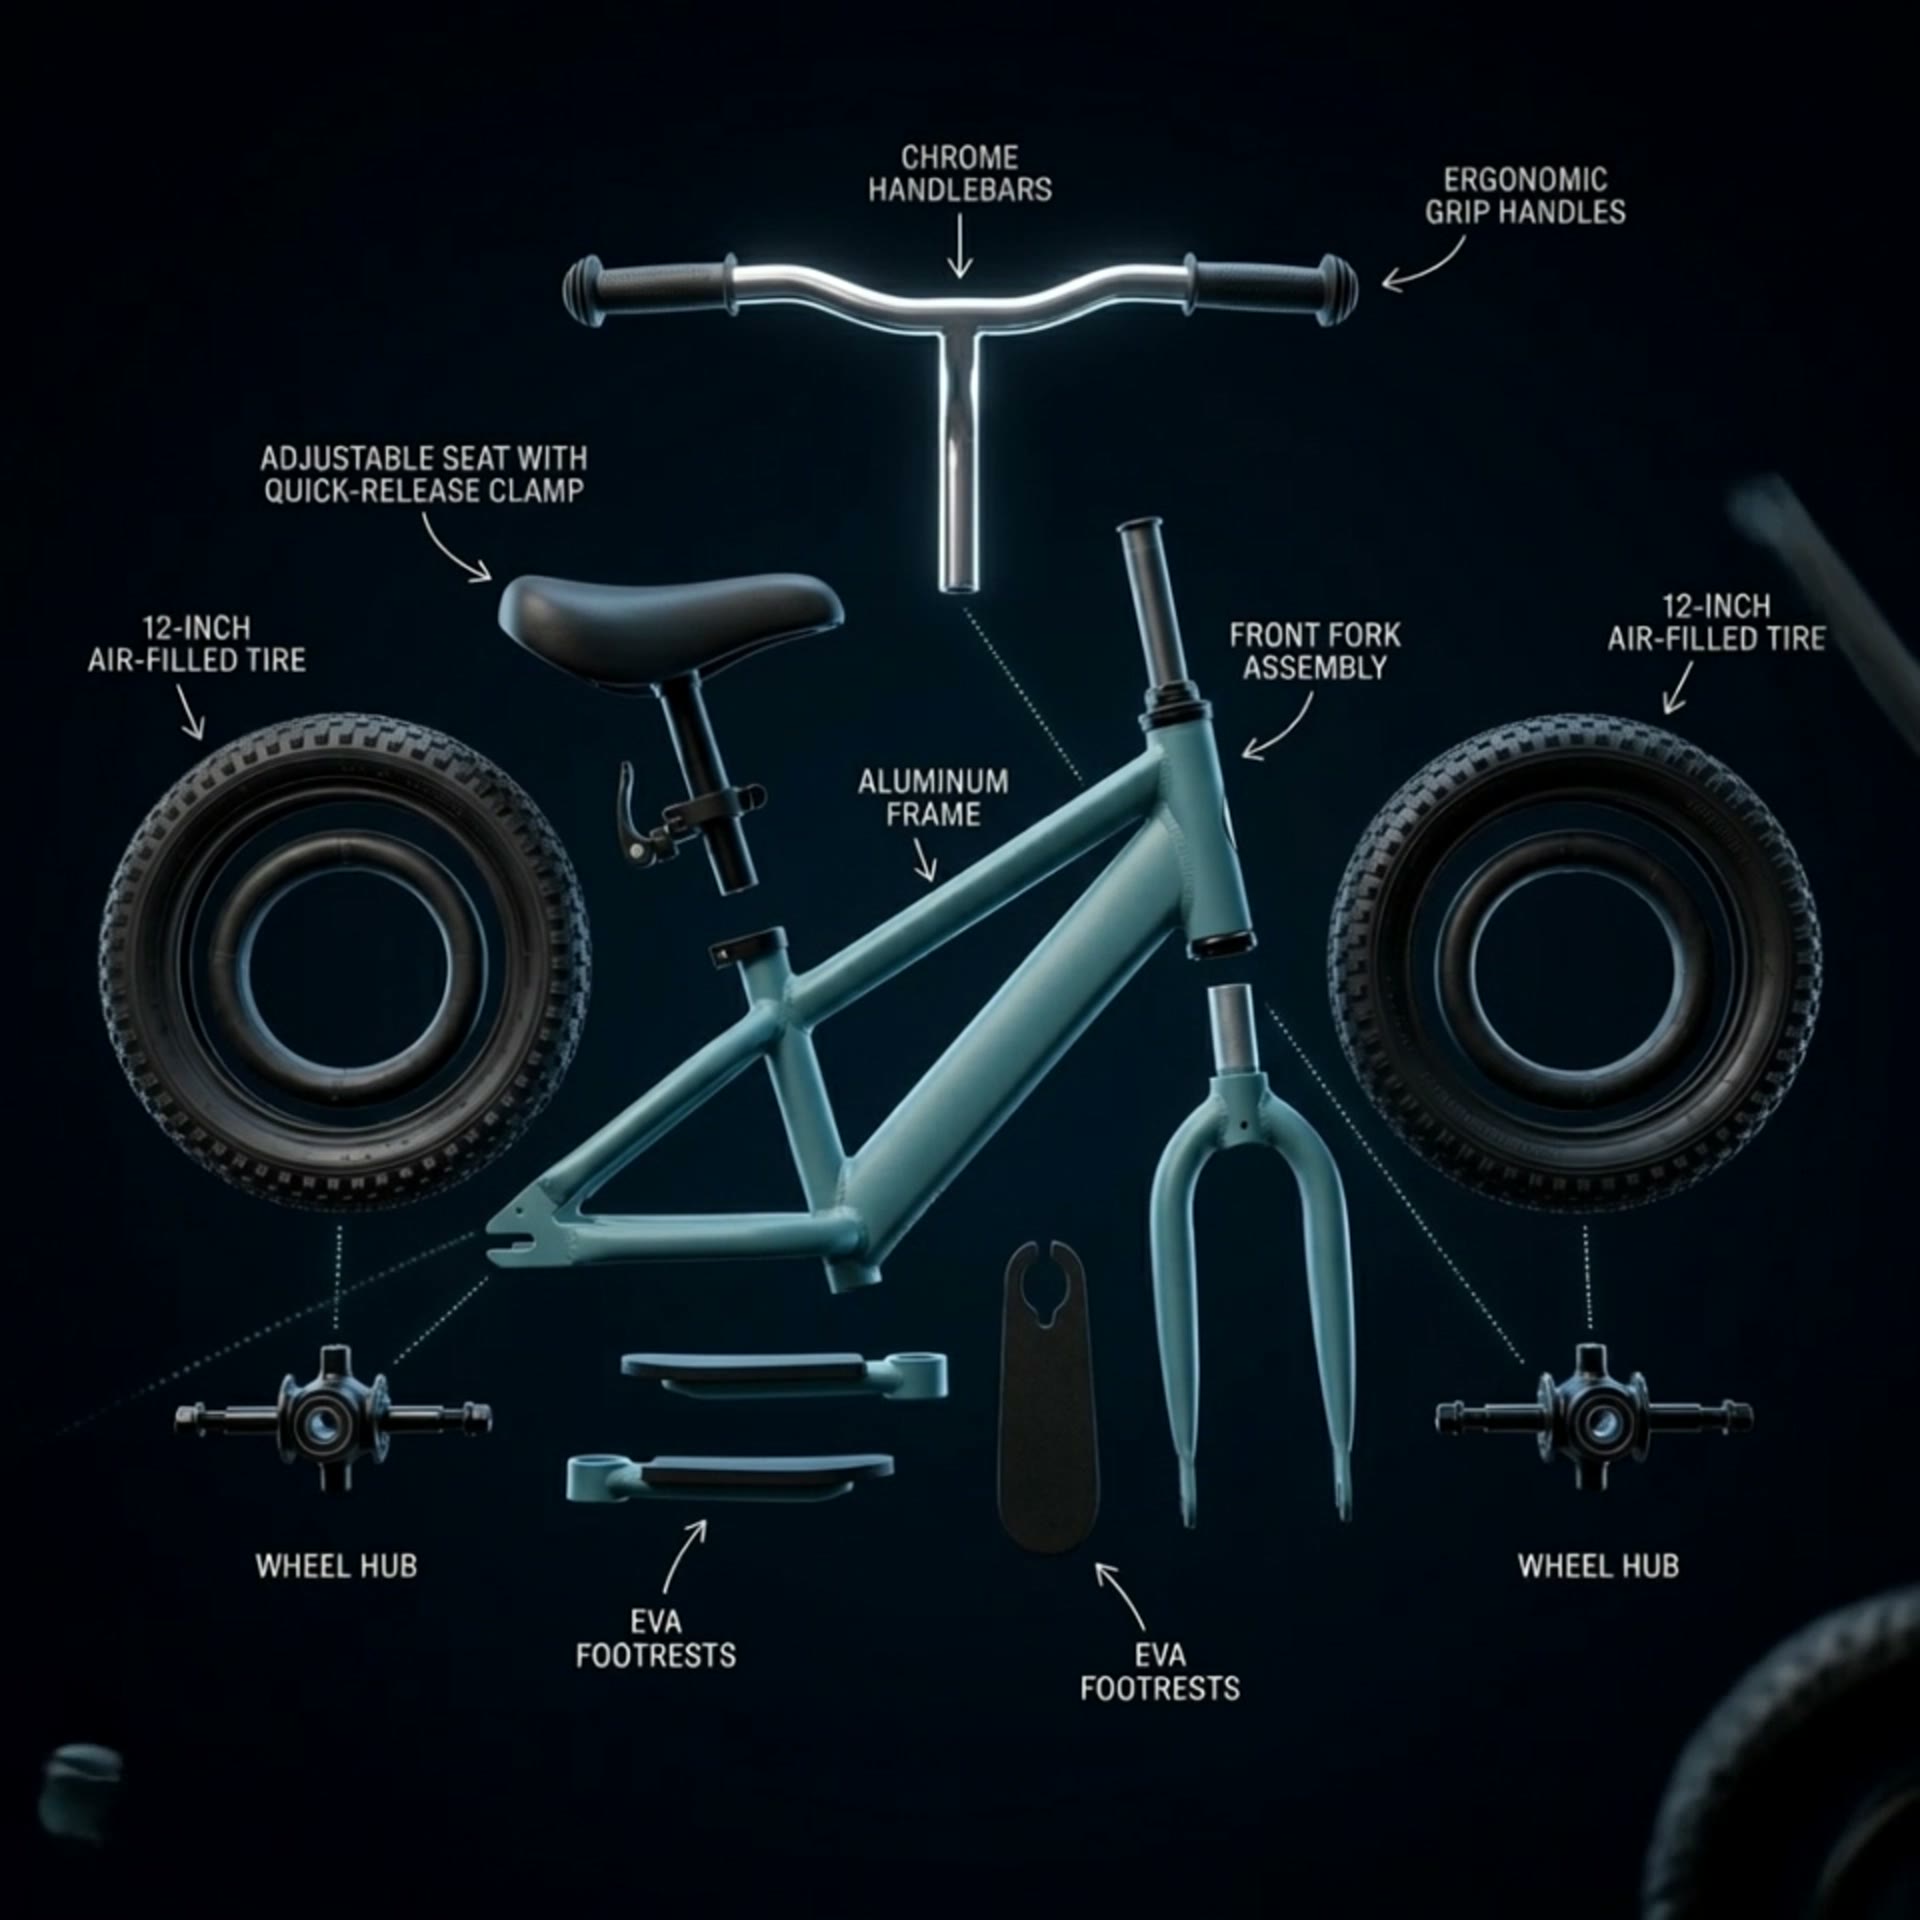 CHROME
HANDLEBARS
ERGONOMIC
GRIP HANDLES
ADJUSTABLE SEAT WITH
QUICK-RELEASE CLAMP
12-INCH
AIR-FILLED TIRE
12-INCH
AIR-FILLED TIRE
FRONT FORK
ASSEMBLY
ALUMINUM
FRAME
WHEEL HUB
WHEEL HUB
EVA
FOOTRESTS
EVA
FOOTRESTS